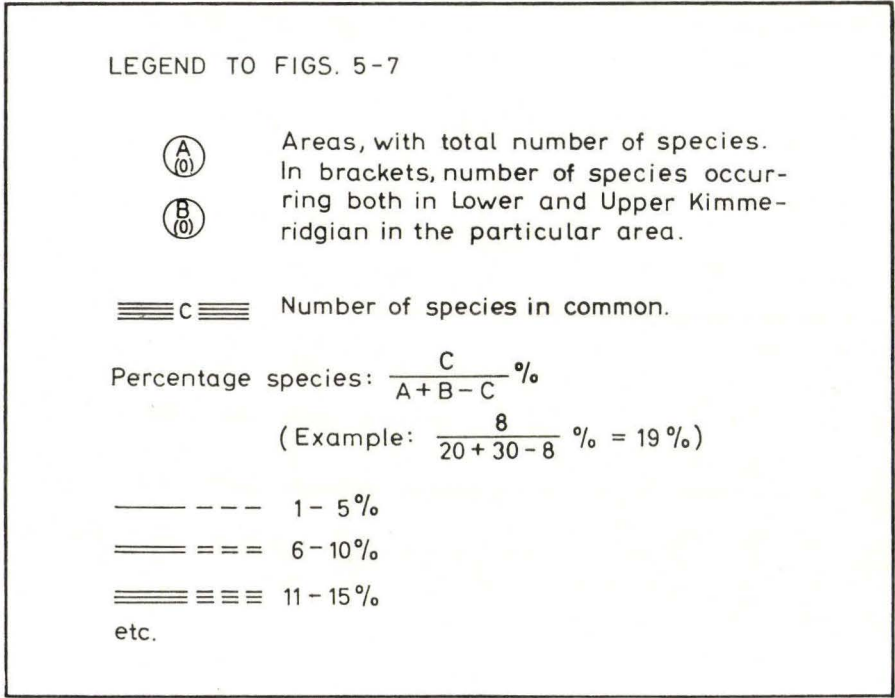 LEGEND TO FIGS. 5-7
A
(0)
Areas, with total number of species.
In brackets, number of species occur-
B
(0)
ring both in Lower and Upper Kimme-
ridgian in the particular area.
C Number of species in common.
Percentage species: C / A + B - C %
(Example: 8 / 20 + 30 - 8 % = 19 %)
1 - 5 %
6 - 10 %
11 - 15 %
etc.